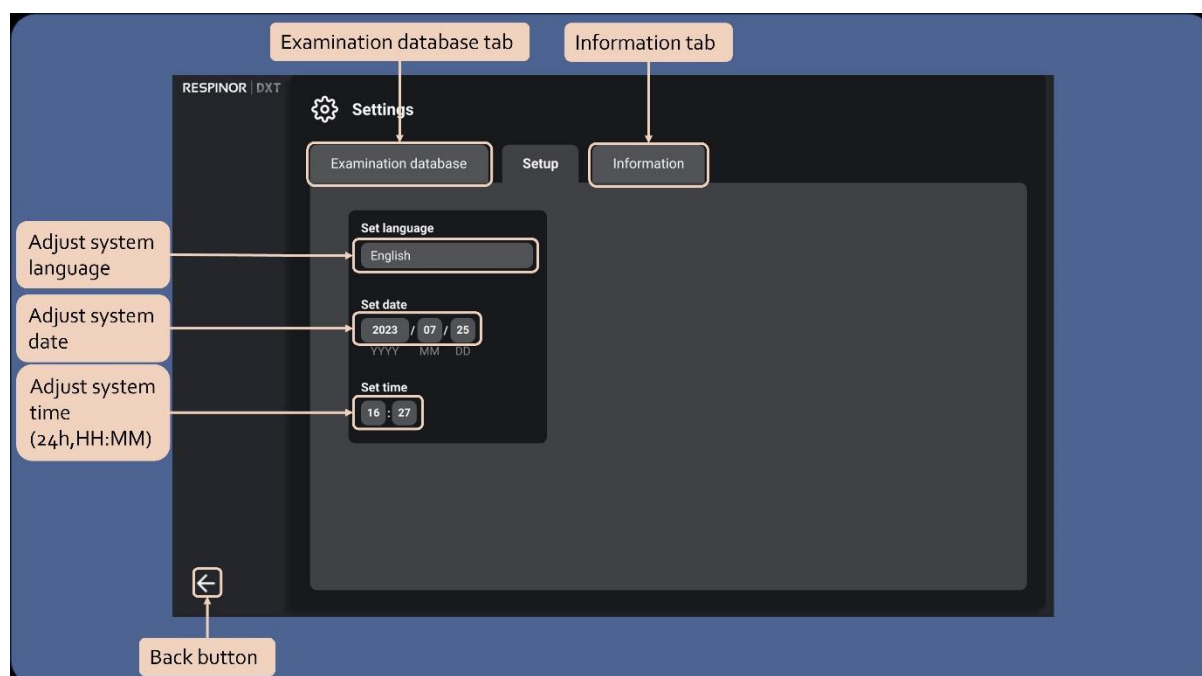 Examination database tab
Information tab
RESPINOR | DXT
Settings
Examination database
Setup
Information
Set language
English
Adjust system
language
Set date
2023 / 07 / 25
YYYY MM DD
Adjust system
date
Set time
16 : 27
Adjust system
time
(24h,HH:MM)
Back button